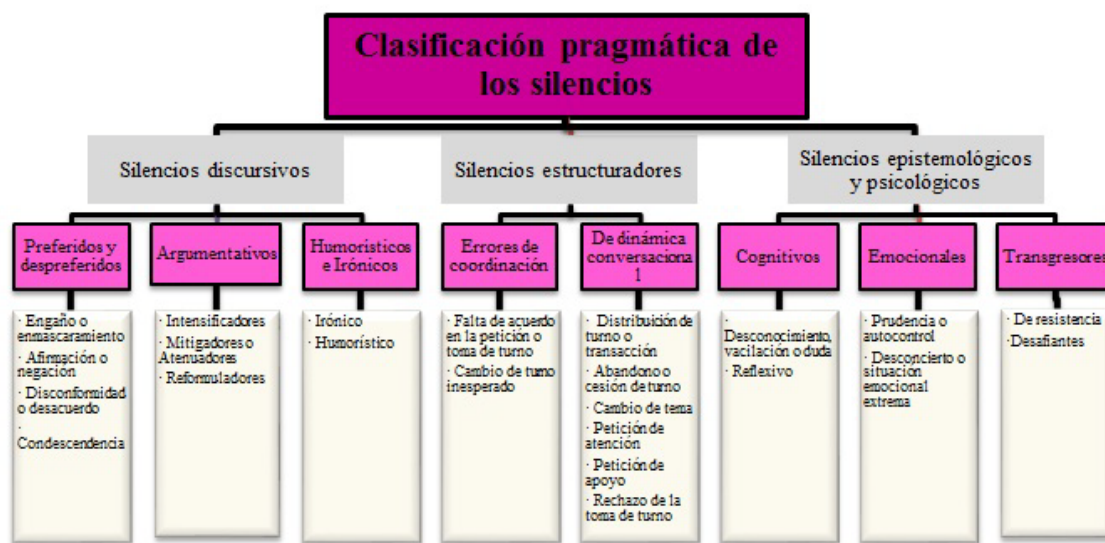 Clasificación pragmática de
los silencios
Silencios discursivos
Silencios estructuradores
Silencios epistemológicos
y psicológicos
Preferidos y
despreferidos
Argumentativos
Humorísticos
e Irónicos
Errores de
coordinación
De dinámica
conversaciona
l
Cognitivos
Emocionales
Transgresores
· Engaño o
enmascaramiento
· Afirmación o
negación
· Disconformidad
o desacuerdo
·
Condescendencia
· Intensificadores
· Mitigadores o
Atenuadores
· Reformuladores
· Irónico
· Humorístico
· Falta de acuerdo
en la petición o
toma de turno
· Cambio de turno
inesperado
· Distribución de
turno o
transacción
· Abandono o
cesión de turno
· Cambio de tema
· Petición de
atención
· Petición de
apoyo
· Rechazo de la
toma de turno
·
Desconocimiento,
vacilación o duda
· Reflexivo
· Prudencia o
autocontrol
· Desconcierto o
situación
emocional
extrema
· De resistencia
· Desafiantes